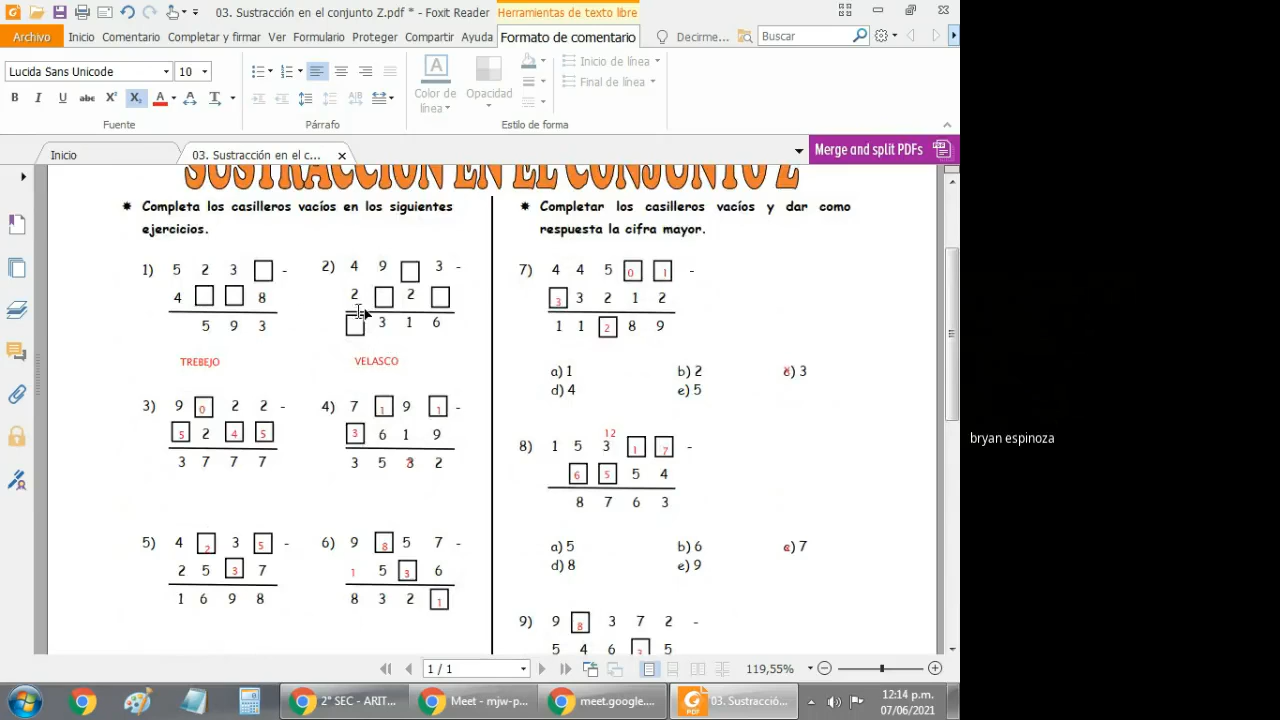 03. Sustracción en el conjunto Z.pdf * - Foxit Reader
Herramientas de texto libre
Archivo
Inicio
Comentario
Completar y firmar
Ver
Formulario
Proteger
Compartir
Ayuda
Formato de comentario
Decirme...
Buscar
Lucida Sans Unicode
10
Color de línea
Opacidad
Inicio de línea
Final de línea
Fuente
Párrafo
Estilo de forma
Inicio
03. Sustracción en el c...
Merge and split PDFs
SUSTRACCIÓN EN EL CONJUNTO Z
* Completa los casilleros vacíos en los siguientes
ejercicios.
1) 5 2 3 -
4 8
5 9 3
TREBEJO
2) 4 9 3 -
2 2
3 1 6
VELASCO
3) 9 0 2 2 -
5 2 4 5
3 7 7 7
4) 7 1 9 1 -
3 6 1 9
3 5 2
5) 4 2 3 5 -
2 5 3 7
1 6 9 8
6) 9 8 5 7 -
1 5 3 6
8 3 2 1
* Completar los casilleros vacíos y dar como
respuesta la cifra mayor.
7) 4 4 5 0 1 -
3 3 2 1 2
1 1 2 8 9
a) 1 b) 2 c) 3
d) 4 e) 5
12
8) 1 5 3 1 7 -
6 5 5 4
8 7 6 3
a) 5 b) 6 c) 7
d) 8 e) 9
9) 9 8 3 7 2 -
5 4 6 3 5
bryan espinoza
1 / 1
119,55%
2° SEC - ARIT...
Meet - mjw-p...
meet.google....
03. Sustracció...
12:14 p.m.
07/06/2021